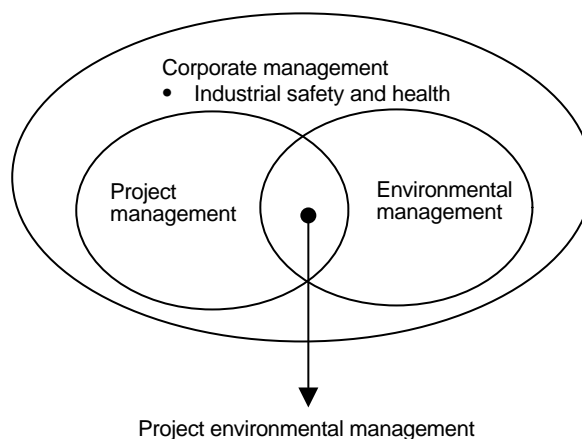 Corporate management
• Industrial safety and health
Project
management
Environmental
management
Project environmental management